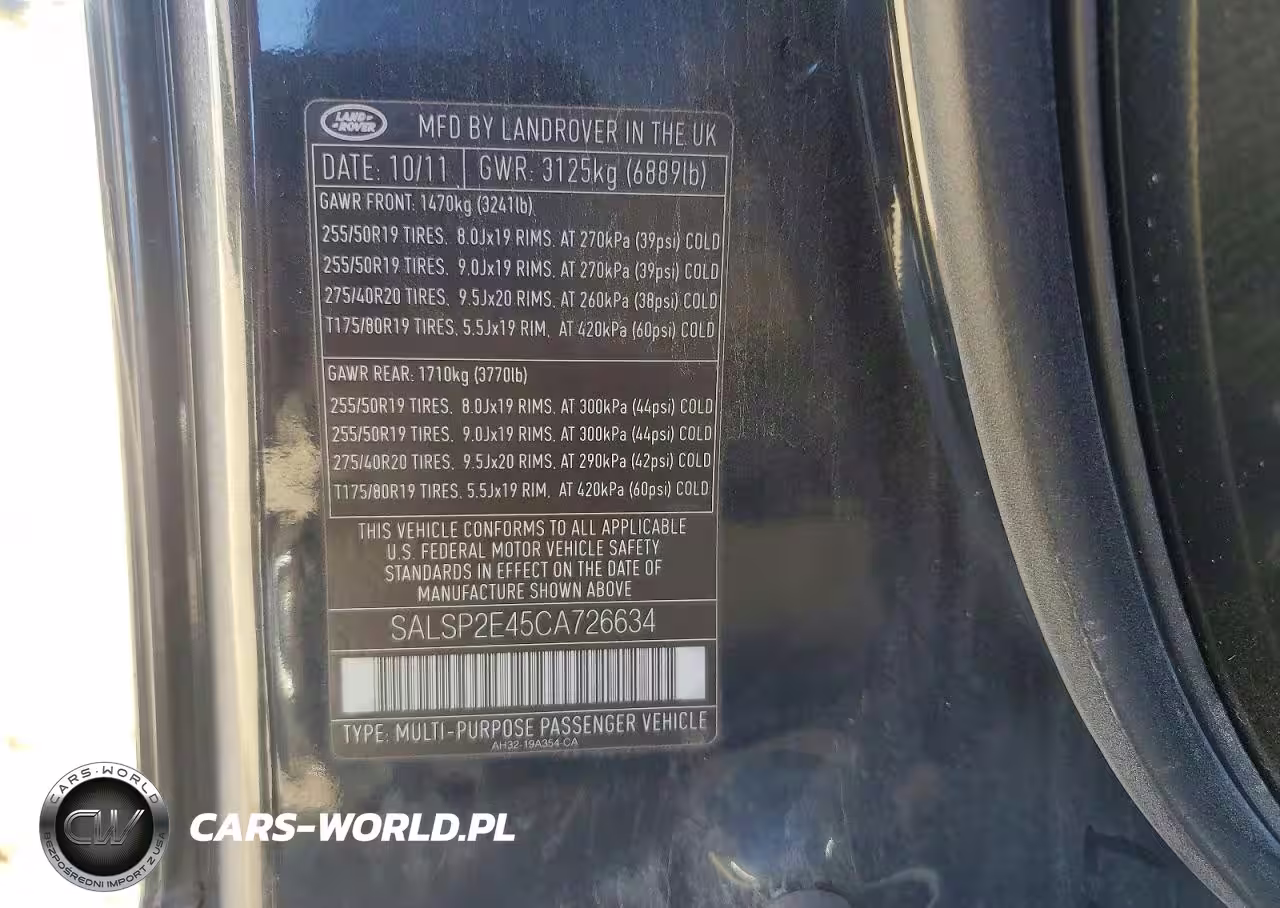 LAND
ROVER
MFD BY LANDROVER IN THE UK
DATE: 10/11 GWR: 3125kg (6889lb)
GAWR FRONT: 1470kg (3241lb)
255/50R19 TIRES. 8.0Jx19 RIMS. AT 270kPa (39psi) COLD
255/50R19 TIRES. 9.0Jx19 RIMS. AT 270kPa (39psi) COLD
275/40R20 TIRES. 9.5Jx20 RIMS. AT 260kPa (38psi) COLD
T175/80R19 TIRES. 5.5Jx19 RIM. AT 420kPa (60psi) COLD
GAWR REAR: 1710kg (3770lb)
255/50R19 TIRES. 8.0Jx19 RIMS. AT 300kPa (44psi) COLD
255/50R19 TIRES. 9.0Jx19 RIMS. AT 300kPa (44psi) COLD
275/40R20 TIRES. 9.5Jx20 RIMS. AT 290kPa (42psi) COLD
T175/80R19 TIRES. 5.5Jx19 RIM. AT 420kPa (60psi) COLD
THIS VEHICLE CONFORMS TO ALL APPLICABLE
U.S. FEDERAL MOTOR VEHICLE SAFETY
STANDARDS IN EFFECT ON THE DATE OF
MANUFACTURE SHOWN ABOVE
SALSP2E45CA726634
TYPE: MULTI-PURPOSE PASSENGER VEHICLE
AH32-19A354-CA
CARS-WORLD
CW
BEZPOŚREDNI IMPORT Z USA
CARS-WORLD.PL